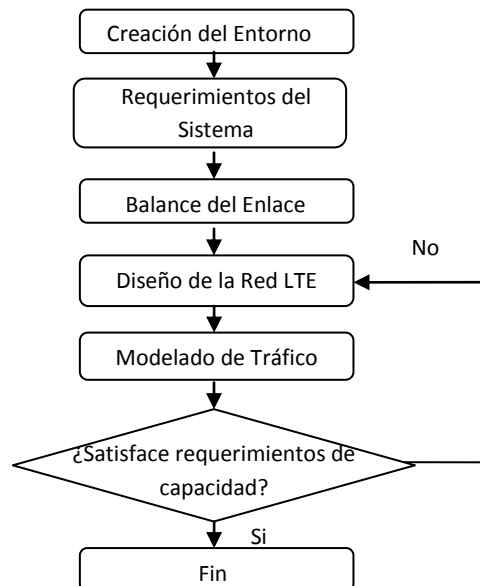 Creación del Entorno
Requerimientos del
Sistema
Balance del Enlace
No
Diseño de la Red LTE
Modelado de Tráfico
¿Satisface requerimientos de
capacidad?
Si
Fin